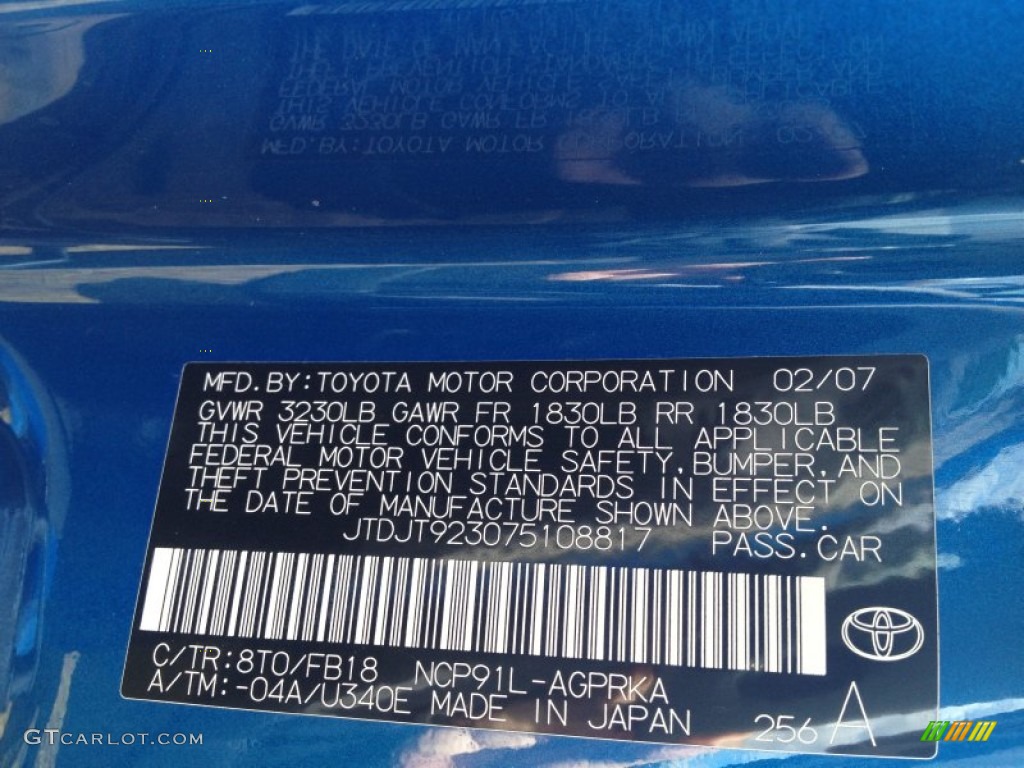 MFD.BY:TOYOTA MOTOR CORPORATION 02/07
GVWR 3230LB GAWR FR 1830LB RR 1830LB
THIS VEHICLE CONFORMS TO ALL APPLICABLE
FEDERAL MOTOR VEHICLE SAFETY,BUMPER,AND
THEFT PREVENTION STANDARDS IN EFFECT ON
THE DATE OF MANUFACTURE SHOWN ABOVE.
JTDJT923075108817 PASS.CAR
C/TR:8T0/FB18 NCP91L-AGPRKA
A/TM:-04A/U340E MADE IN JAPAN 256 A
GTCARLOT.COM